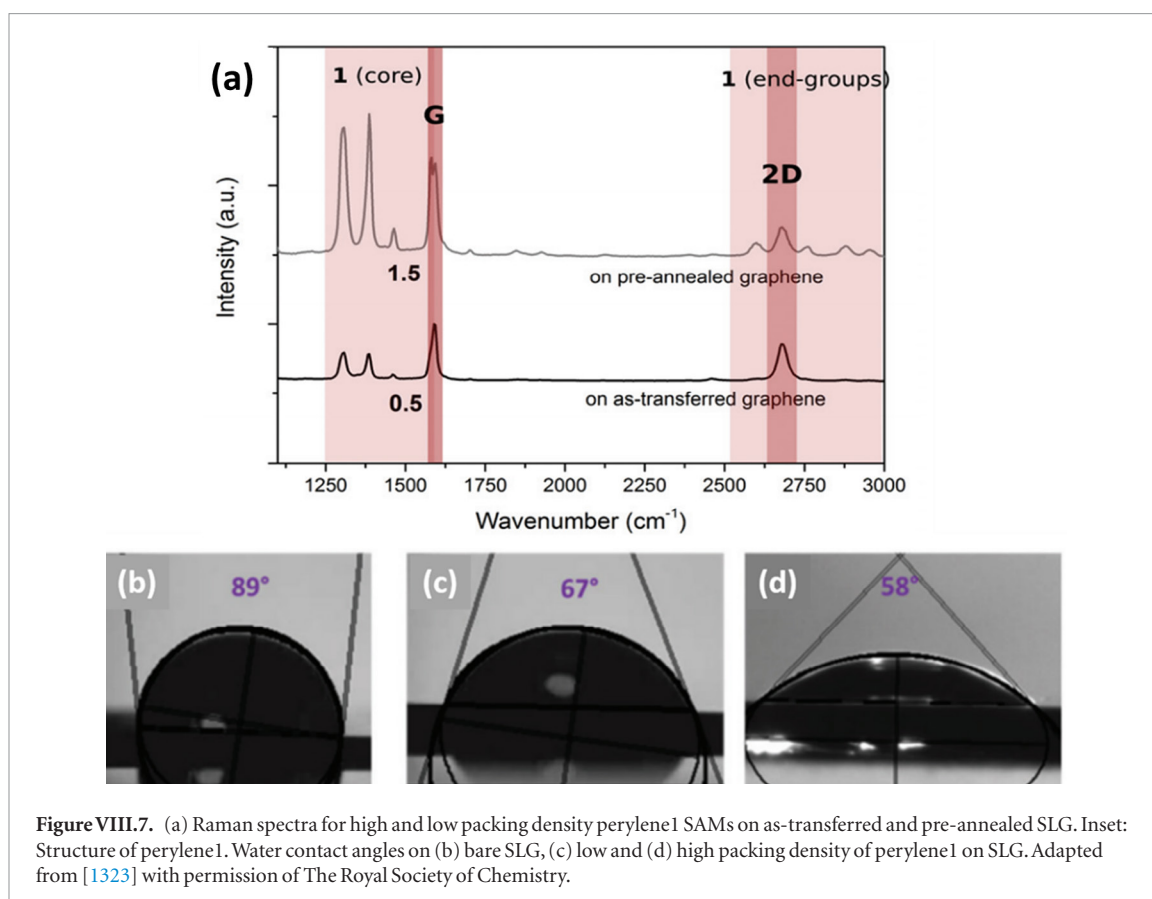 (a)
1 (core)
1 (end-groups)
G
2D
Intensity (a.u.)
1.5
on pre-annealed graphene
0.5
on as-transferred graphene
1250 1500 1750 2000 2250 2500 2750 3000
Wavenumber (cm⁻¹)
(b) 89° (c) 67° (d) 58°
Figure VIII.7. (a) Raman spectra for high and low packing density perylene1 SAMs on as-transferred and pre-annealed SLG. Inset:
Structure of perylene1. Water contact angles on (b) bare SLG, (c) low and (d) high packing density of perylene1 on SLG. Adapted
from [1323] with permission of The Royal Society of Chemistry.